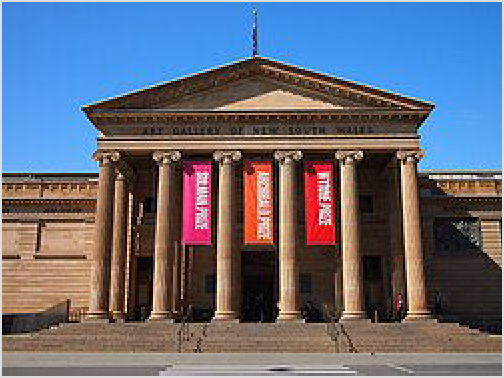 ART GALLERY OF NEW SOUTH WALES
SULMAN PRIZE
ARCHIBALD PRIZE
WYNNE PRIZE